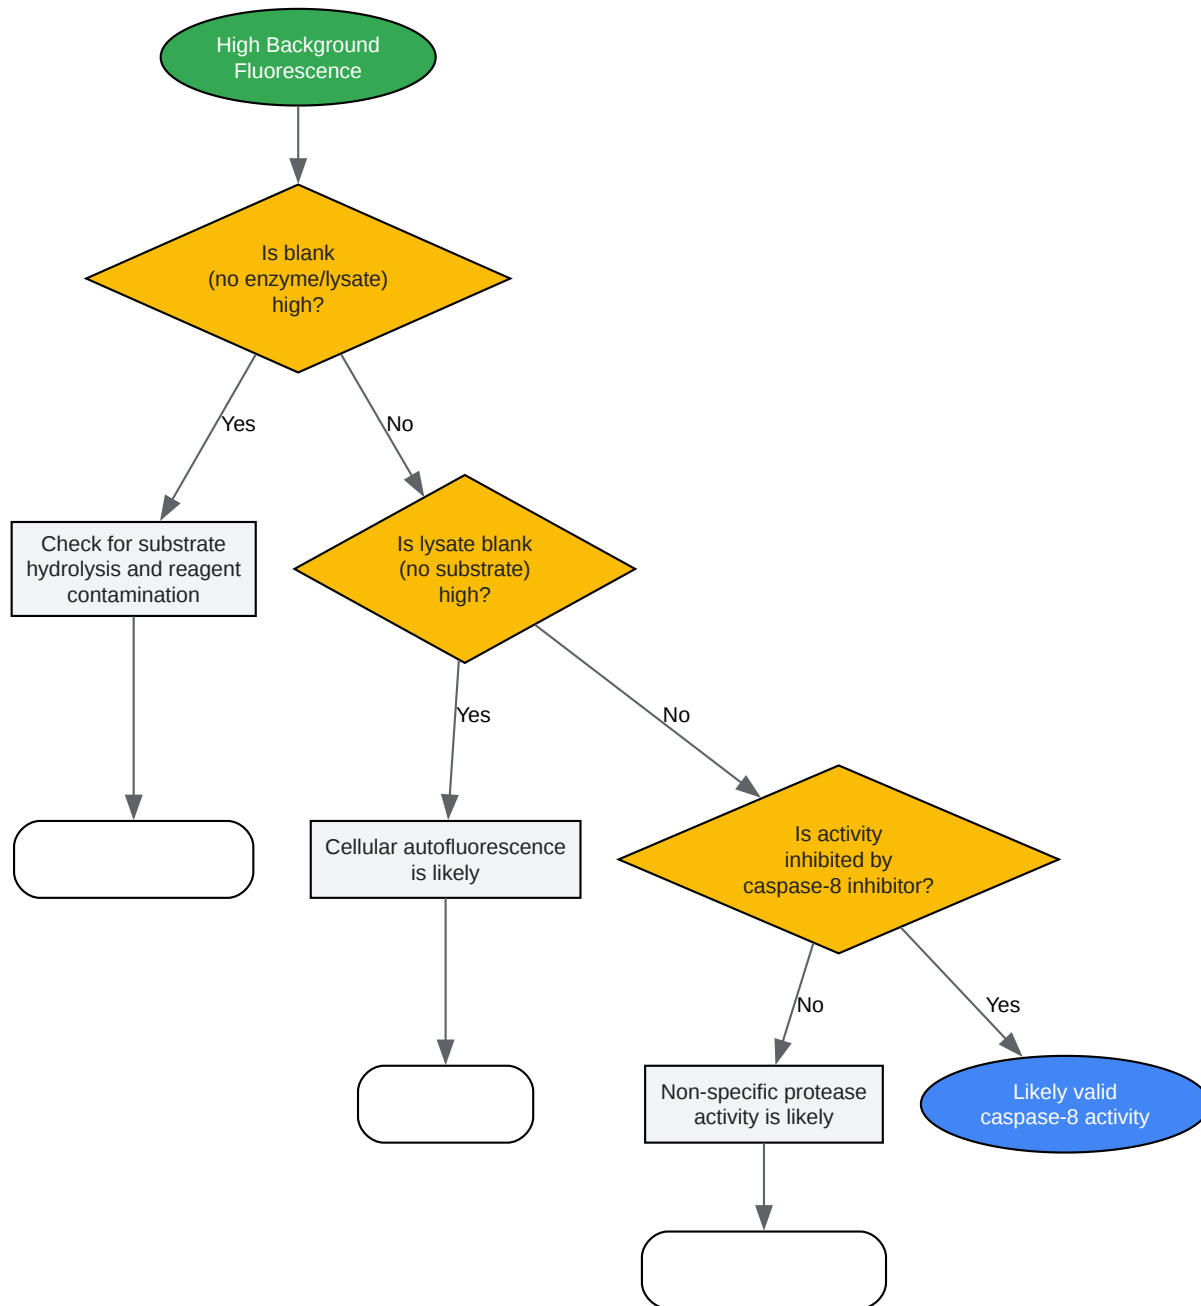 High Background
Fluorescence
Is blank
(no enzyme/lysate)
high?
Yes
No
Check for substrate
hydrolysis and reagent
contamination
Is lysate blank
(no substrate)
high?
Yes
No
Cellular autofluorescence
is likely
Is activity
inhibited by
caspase-8 inhibitor?
No
Yes
Non-specific protease
activity is likely
Likely valid
caspase-8 activity